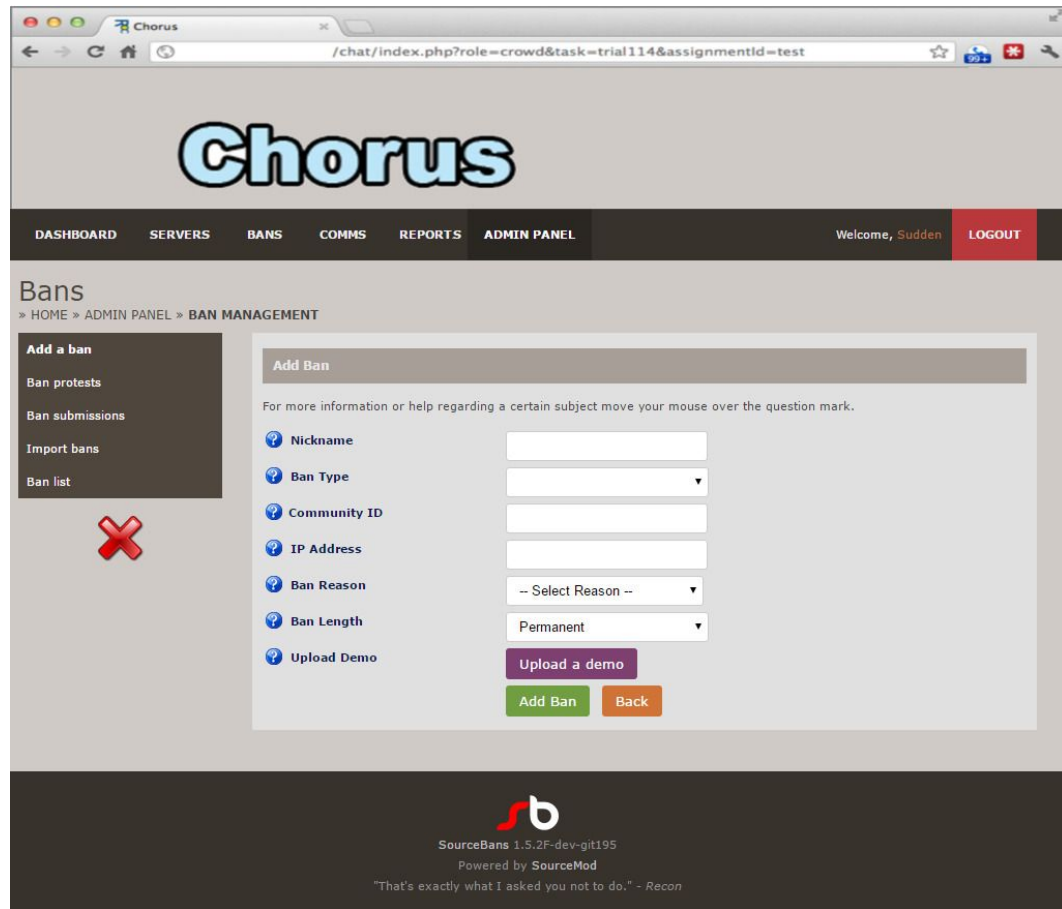 Chorus
/chat/index.php?role=crowd&task=trial114&assignmentId=test
99+
Chorus
DASHBOARD SERVERS BANS COMMS REPORTS ADMIN PANEL Welcome, Sudden LOGOUT
Bans
» HOME » ADMIN PANEL » BAN MANAGEMENT
Add a ban
Ban protests
Ban submissions
Import bans
Ban list
Add Ban
For more information or help regarding a certain subject move your mouse over the question mark.
Nickname
Ban Type
Community ID
IP Address
Ban Reason -- Select Reason --
Ban Length Permanent
Upload Demo Upload a demo
Add Ban Back
sb
SourceBans 1.5.2F-dev-git195
Powered by SourceMod
"That's exactly what I asked you not to do." - Recon